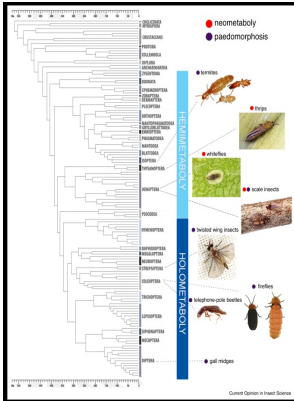 neometaboly
paedomorphosis
CHELICERATA
MYRIAPODA
CRUSTACEANS
PROTURA
COLLEMBOLA
DIPLURA
ARCHAEOGNATHA
ZYGENTOMA
ODONATA
EPHEMEROPTERA
ZORAPTERA
DERMAPTERA
PLECOPTERA
ORTHOPTERA
MANTOPHASMATODEA
GRYLLOBLATTODEA
EMBIOPTERA
PHASMATODEA
MANTODEA
BLATTODEA
ISOPTERA
THYSANOPTERA
HEMIPTERA
PSOCODEA
HYMENOPTERA
RAPHIDIOPTERA
MEGALOPTERA
NEUROPTERA
STREPSIPTERA
COLEOPTERA
TRICHOPTERA
LEPIDOPTERA
SIPHONAPTERA
MECOPTERA
DIPTERA
HEMIMETABOLY
HOLOMETABOLY
termites
thrips
whiteflies
scale insects
twisted wing insects
fireflies
telephone-pole beetles
gall midges
Current Opinion in Insect Science